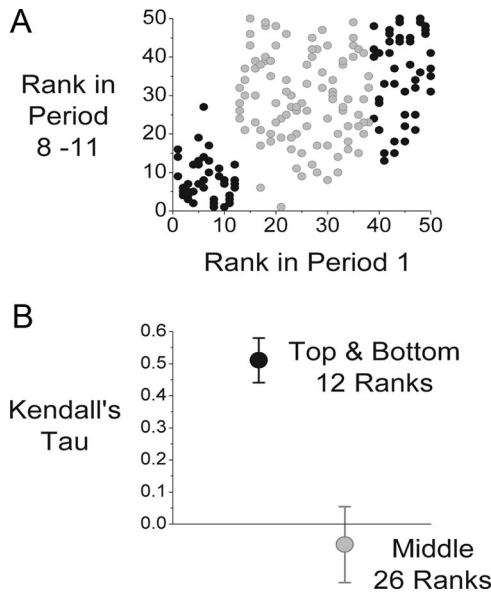 A
Rank in
Period
8 -11
50
40
30
20
10
0
0 10 20 30 40 50
Rank in Period 1
B
Kendall's
Tau
0.6
0.5
0.4
0.3
0.2
0.1
0.0
Top & Bottom
12 Ranks
Middle
26 Ranks